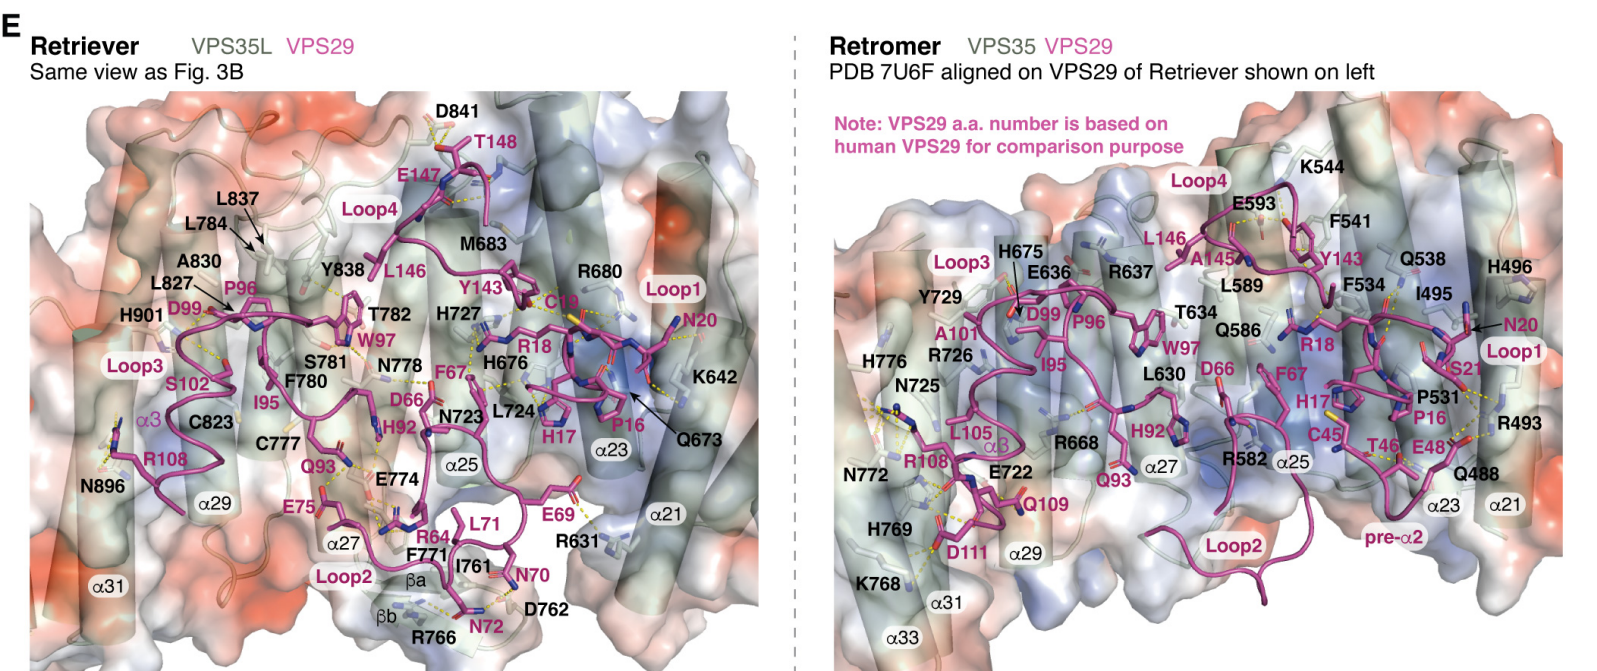 E
Retriever VPS35L VPS29
Same view as Fig. 3B
D841
T148
E147
L837
Loop4
L784
M683
A830
Y838
L146
R680
L827
P96
Y143
C19
Loop1
D99
H901
T782
H727
N20
W97
R18
Loop3
S781
H676
S102
F780
N778
F67
K642
I95
D66
L724
α3
C823
N723
H92
H17
P16
C777
Q673
R108
Q93
α25
α23
N896
E774
E75
α29
E69
α21
L71
R64
R631
α27
F771
Loop2
I761
N70
α31
βa
D762
βb
N72
R766
Retromer VPS35 VPS29
PDB 7U6F aligned on VPS29 of Retriever shown on left
Note: VPS29 a.a. number is based on
human VPS29 for comparison purpose
K544
Loop4
E593
F541
L146
H675
A145
Y143
Q538
Loop3
E636
R637
H496
L589
F534
I495
Y729
D99
P96
T634
A101
Q586
N20
R18
W97
Loop1
R726
I95
H776
D66
S21
L630
F67
N725
H17
P531
P16
L105
R668
H92
C45
R493
α3
T46
E48
R108
E722
α27
R582
α25
N772
Q93
Q488
Q109
α23
α21
H769
D111
α29
Loop2
pre-α2
K768
α31
α33